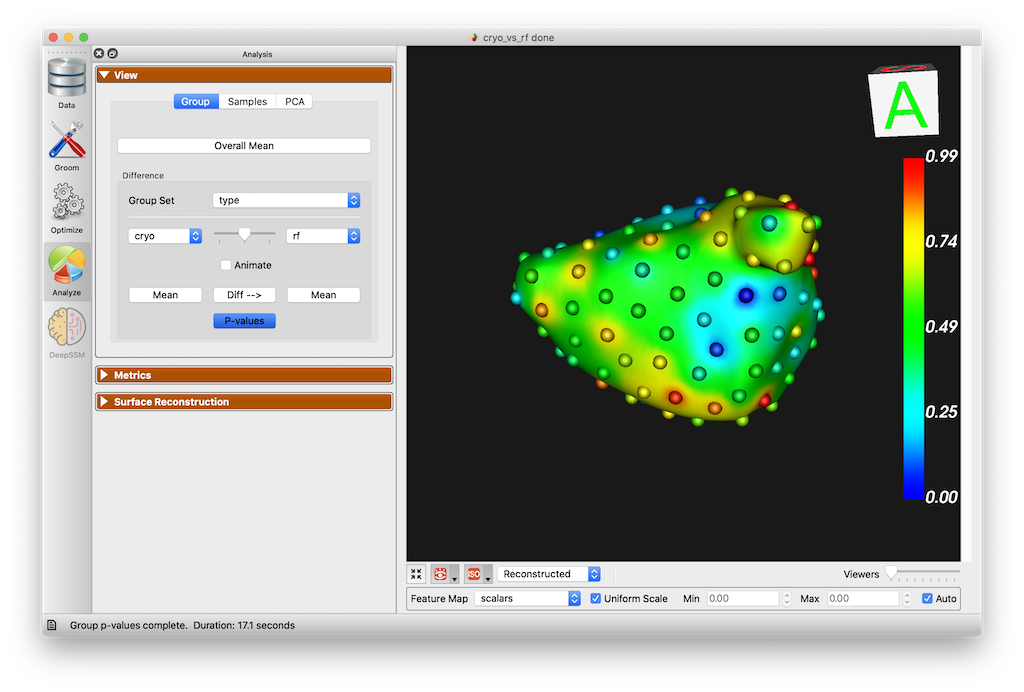 cryo_vs_rf done
Analysis
Data
Groom
Optimize
Analyze
DeepSSM
View
Group Samples PCA
Overall Mean
Difference
Group Set type
cryo rf
Animate
Mean Diff --> Mean
P-values
Metrics
Surface Reconstruction
S
A
0.99
0.74
0.49
0.25
0.00
ISO Reconstructed Viewers
Feature Map scalars Uniform Scale Min 0.00 Max 0.00 Auto
Group p-values complete. Duration: 17.1 seconds